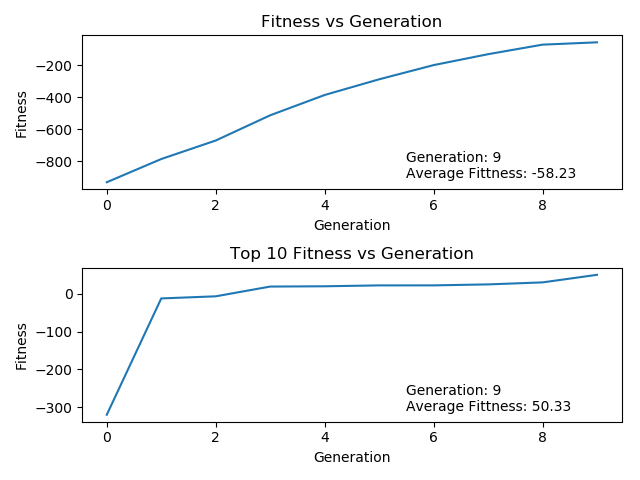 Fitness vs Generation
Fitness
−200
−400
−600
−800
Generation: 9
Average Fittness: -58.23
0 2 4 6 8
Generation
Top 10 Fitness vs Generation
Fitness
0
−100
−200
−300
Generation: 9
Average Fittness: 50.33
0 2 4 6 8
Generation